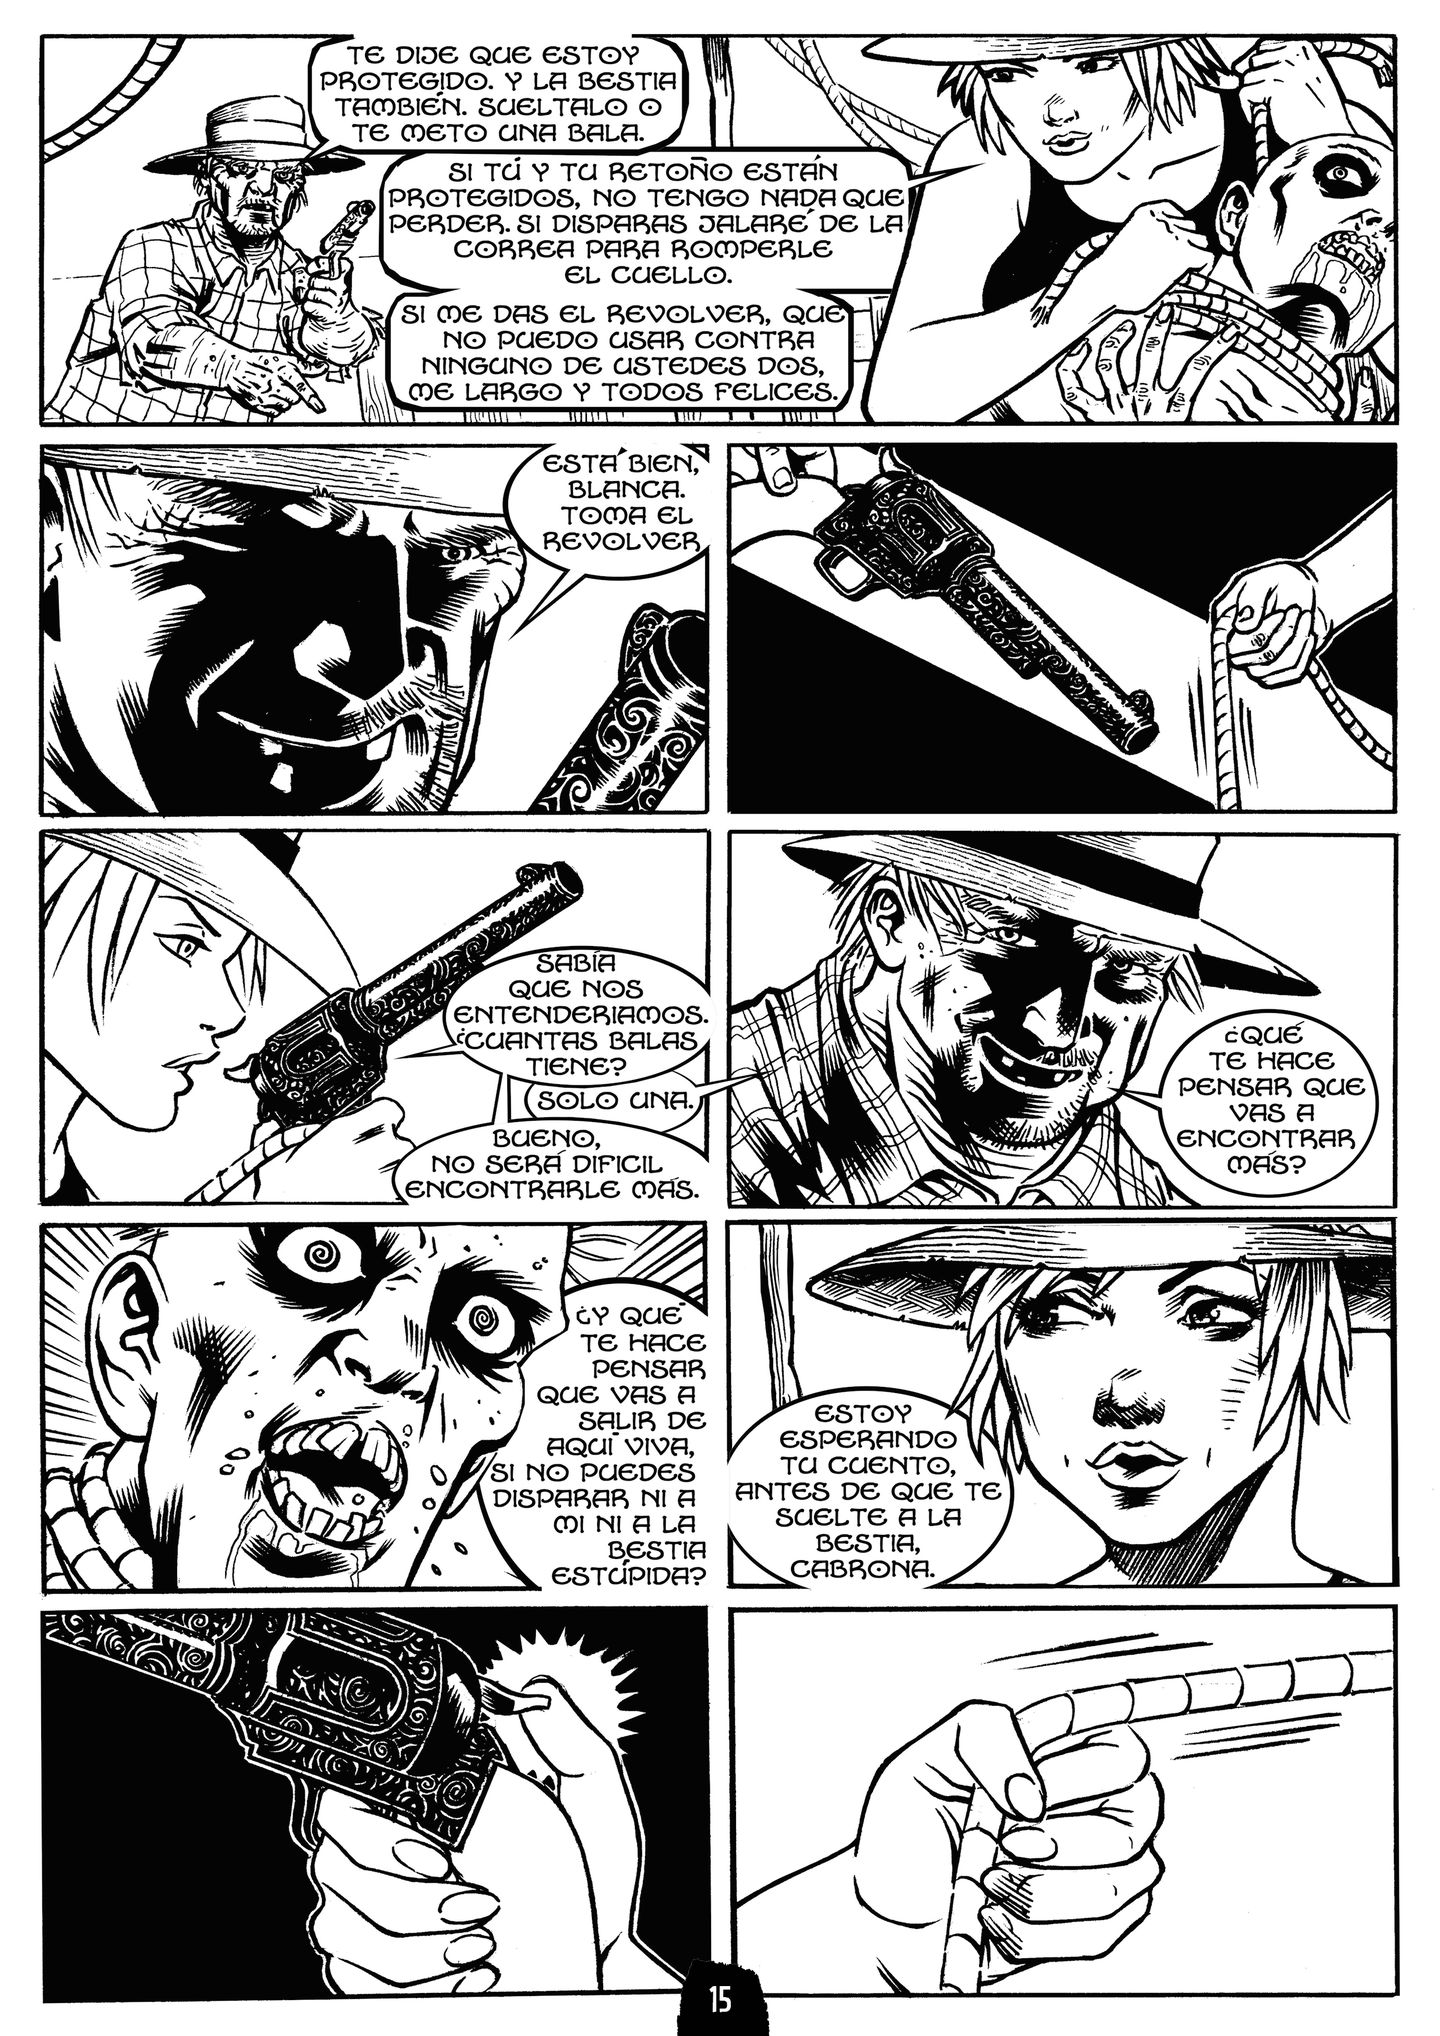 TE DIJE QUE ESTOY
PROTEGIDO. Y LA BESTIA
TAMBIÉN. SUELTALO O
TE METO UNA BALA.
SI TÚ Y TU RETOÑO ESTÁN
PROTEGIDOS, NO TENGO NADA QUE
PERDER. SI DISPARAS JALARÉ DE LA
CORREA PARA ROMPERLE
EL CUELLO.
SI ME DAS EL REVOLVER, QUE
NO PUEDO USAR CONTRA
NINGUNO DE USTEDES DOS,
ME LARGO Y TODOS FELICES.
ESTÁ BIEN,
BLANCA.
TOMA EL
REVOLVER
SABÍA
QUE NOS
ENTENDERIAMOS.
¿CUANTAS BALAS
TIENE?
SOLO UNA.
BUENO,
NO SERÁ DIFICIL
ENCONTRARLE MÁS.
¿QUÉ
TE HACE
PENSAR QUE
VAS A
ENCONTRAR
MÁS?
¿Y QUÉ
TE HACE
PENSAR
QUE VAS A
SALIR DE
AQUÍ VIVA,
SI NO PUEDES
DISPARAR NI A
MI NI A LA
BESTIA
ESTÚPIDA?
ESTOY
ESPERANDO
TU CUENTO,
ANTES DE QUE TE
SUELTE A LA
BESTIA,
CABRONA.
15